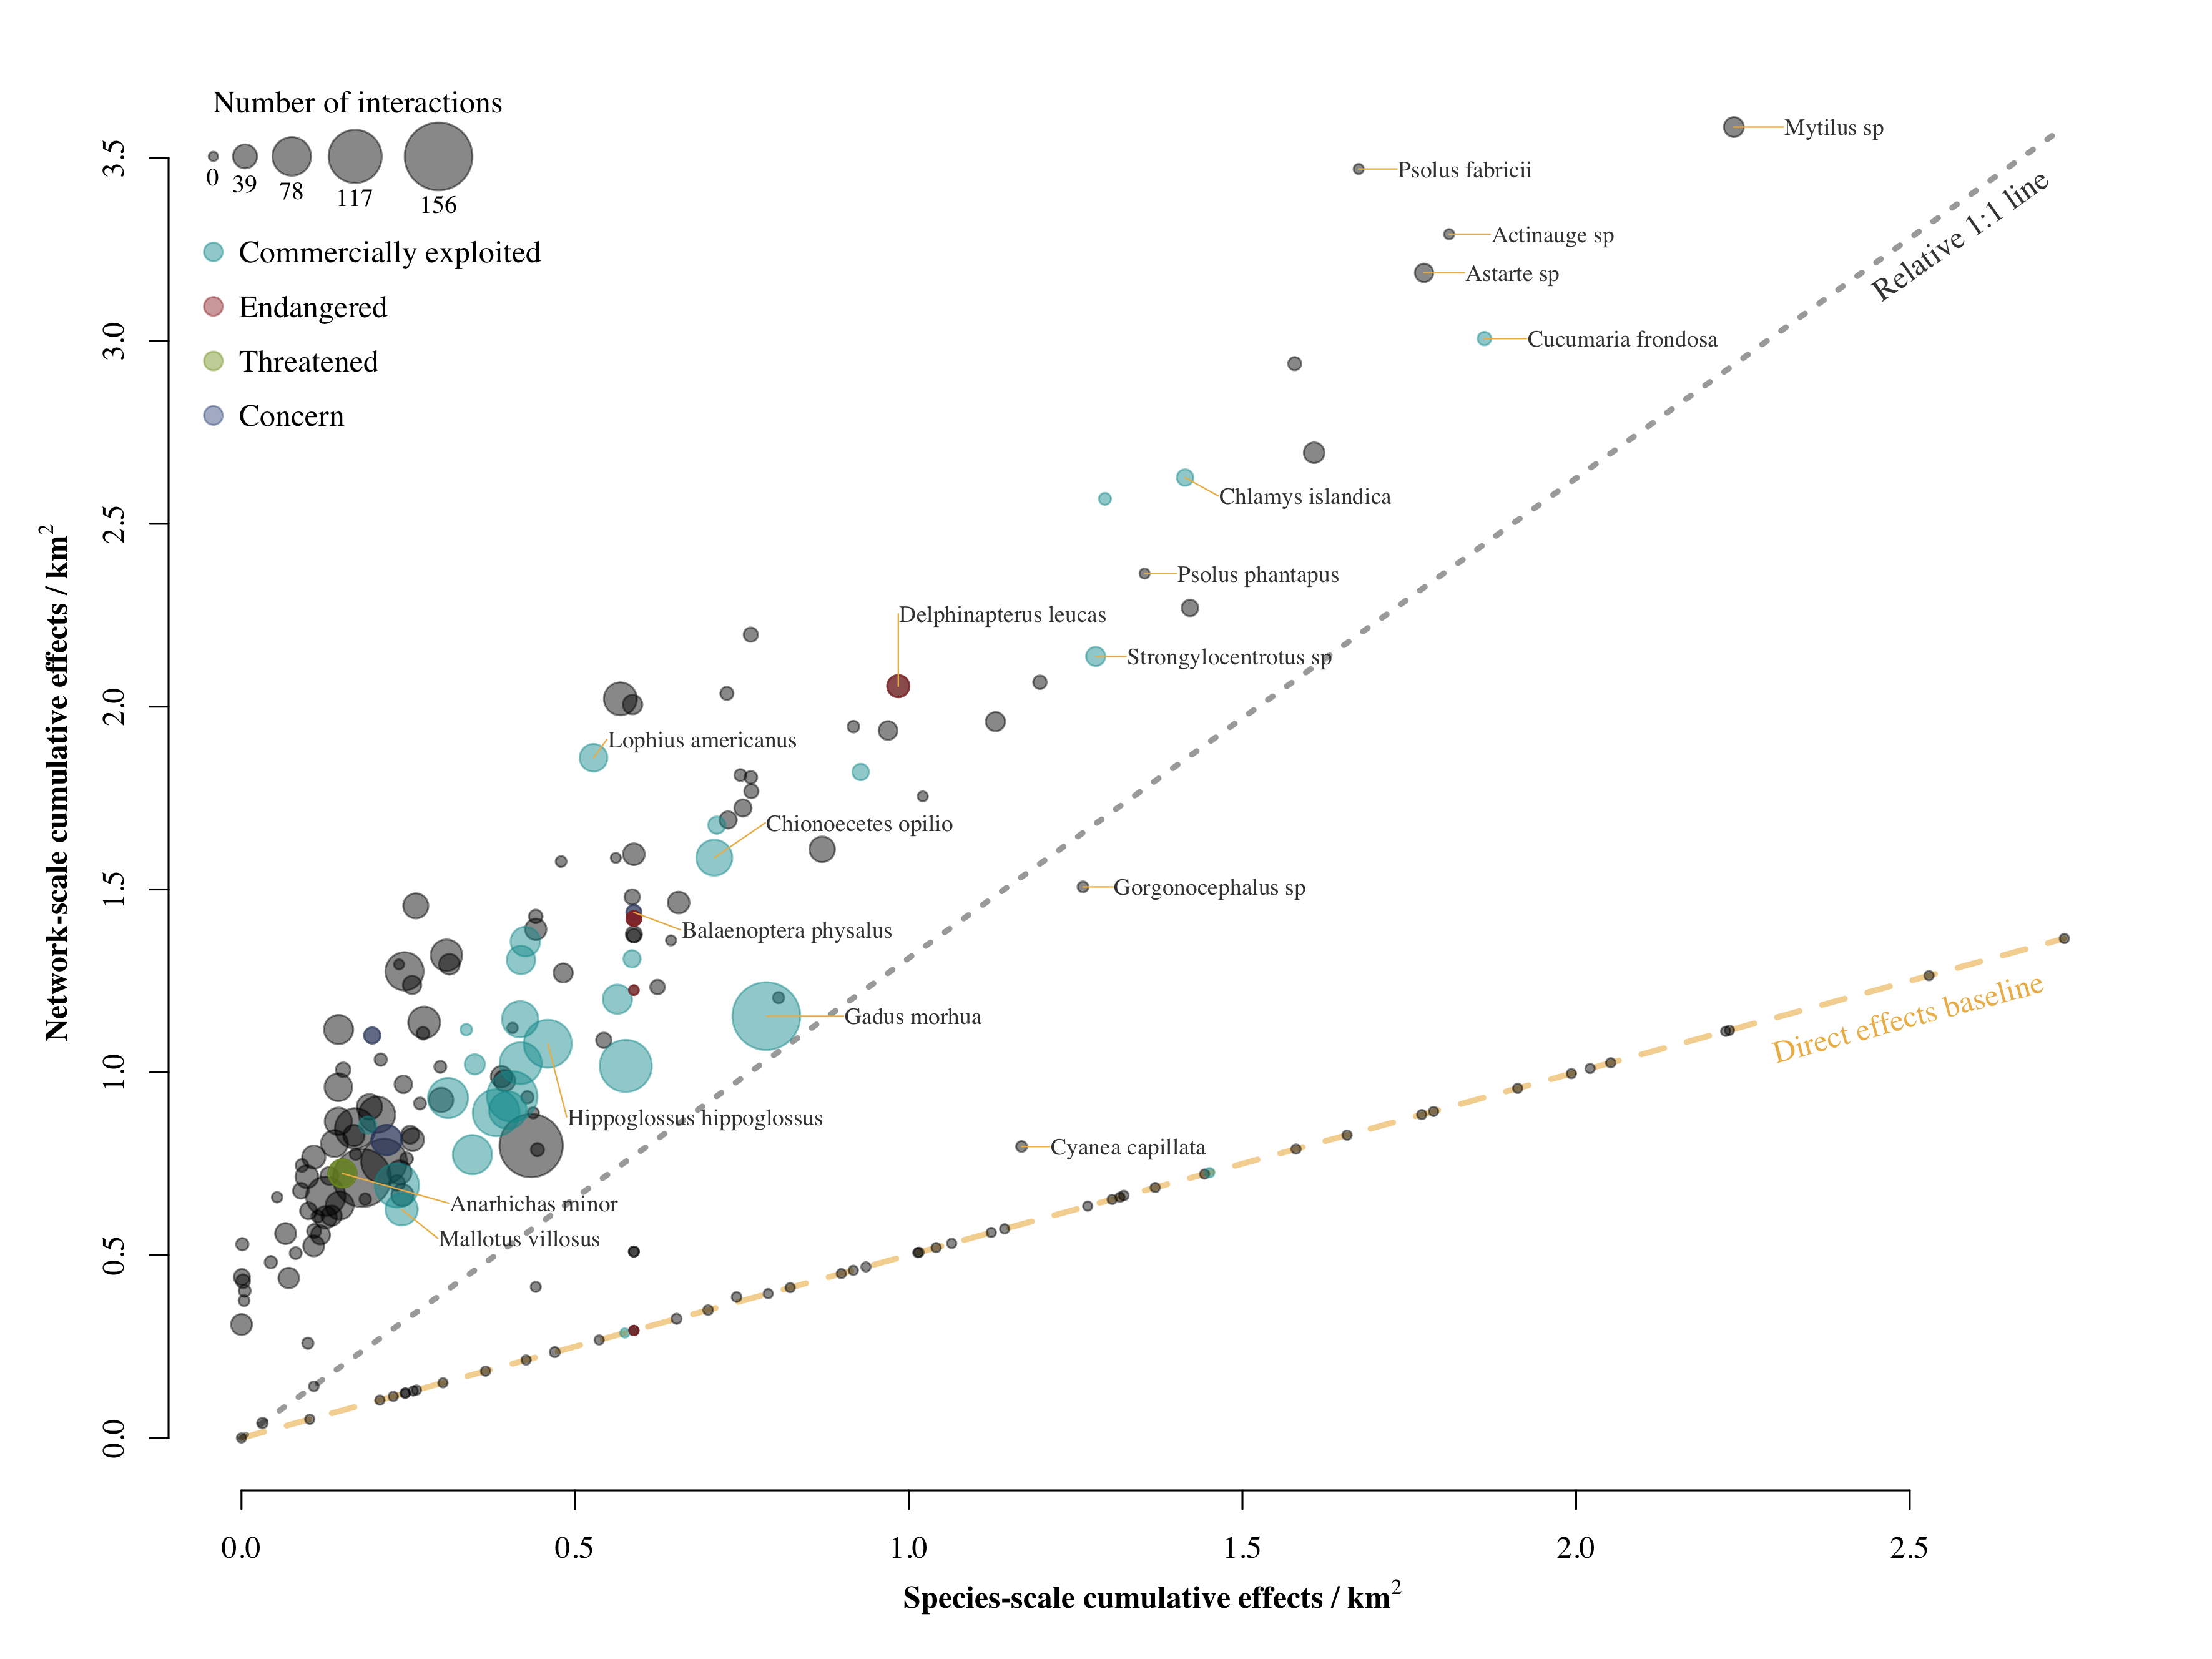 Number of interactions
0
39
78
117
156
Commercially exploited
Endangered
Threatened
Concern
Mytilus sp
Psolus fabricii
Relative 1:1 line
Actinauge sp
Astarte sp
Cucumaria frondosa
Chlamys islandica
Psolus phantapus
Delphinapterus leucas
Strongylocentrotus sp
Lophius americanus
Chionoecetes opilio
Gorgonocephalus sp
Balaenoptera physalus
Direct effects baseline
Gadus morhua
Hippoglossus hippoglossus
Cyanea capillata
Anarhichas minor
Mallotus villosus
Network-scale cumulative effects / km2
3.5
3.0
2.5
2.0
1.5
1.0
0.5
0.0
0.0
0.5
1.0
1.5
2.0
2.5
Species-scale cumulative effects / km2